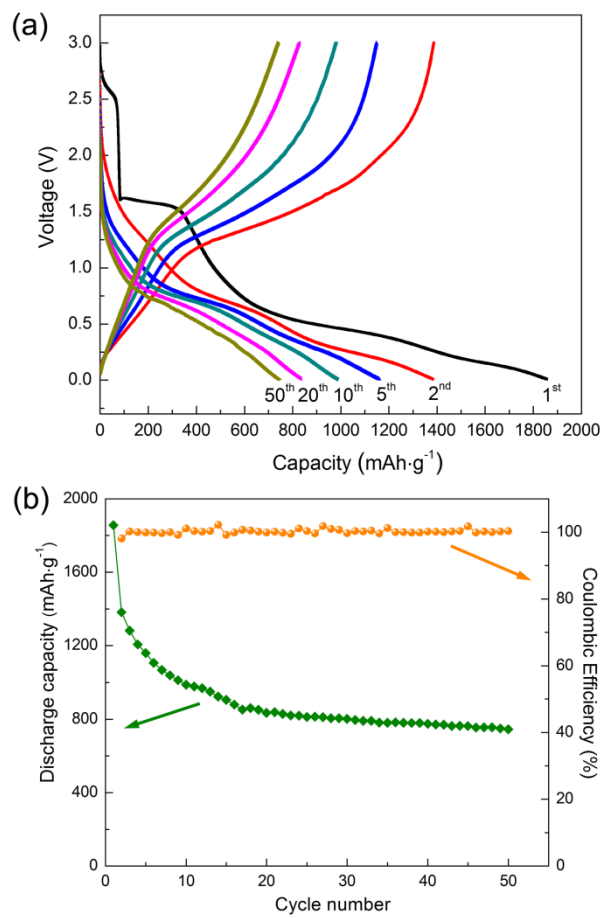 (a)
3.0
2.5
2.0
1.5
1.0
0.5
0.0
Voltage (V)
50th 20th 10th 5th 2nd 1st
0 200 400 600 800 1000 1200 1400 1600 1800 2000
Capacity (mAh·g-1)
(b)
2000
1600
1200
800
400
0
Discharge capacity (mAh·g-1)
100
80
60
40
20
0
Coulombic Efficiency (%)
0 10 20 30 40 50
Cycle number